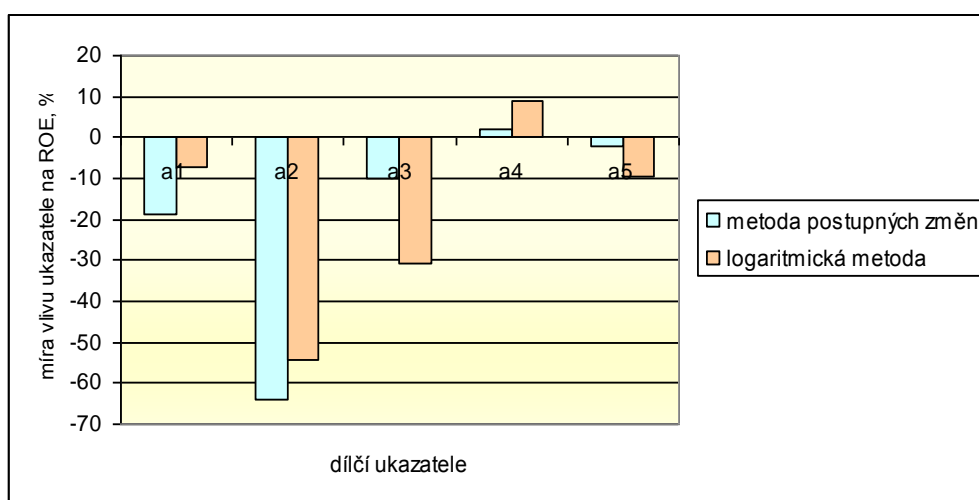 20
10
0
-10
-20
-30
-40
-50
-60
-70
míra vlivu ukazatele na ROE, %
a1 a2 a3 a4 a5
dílčí ukazatele
metoda postupných změn
logaritmická metoda